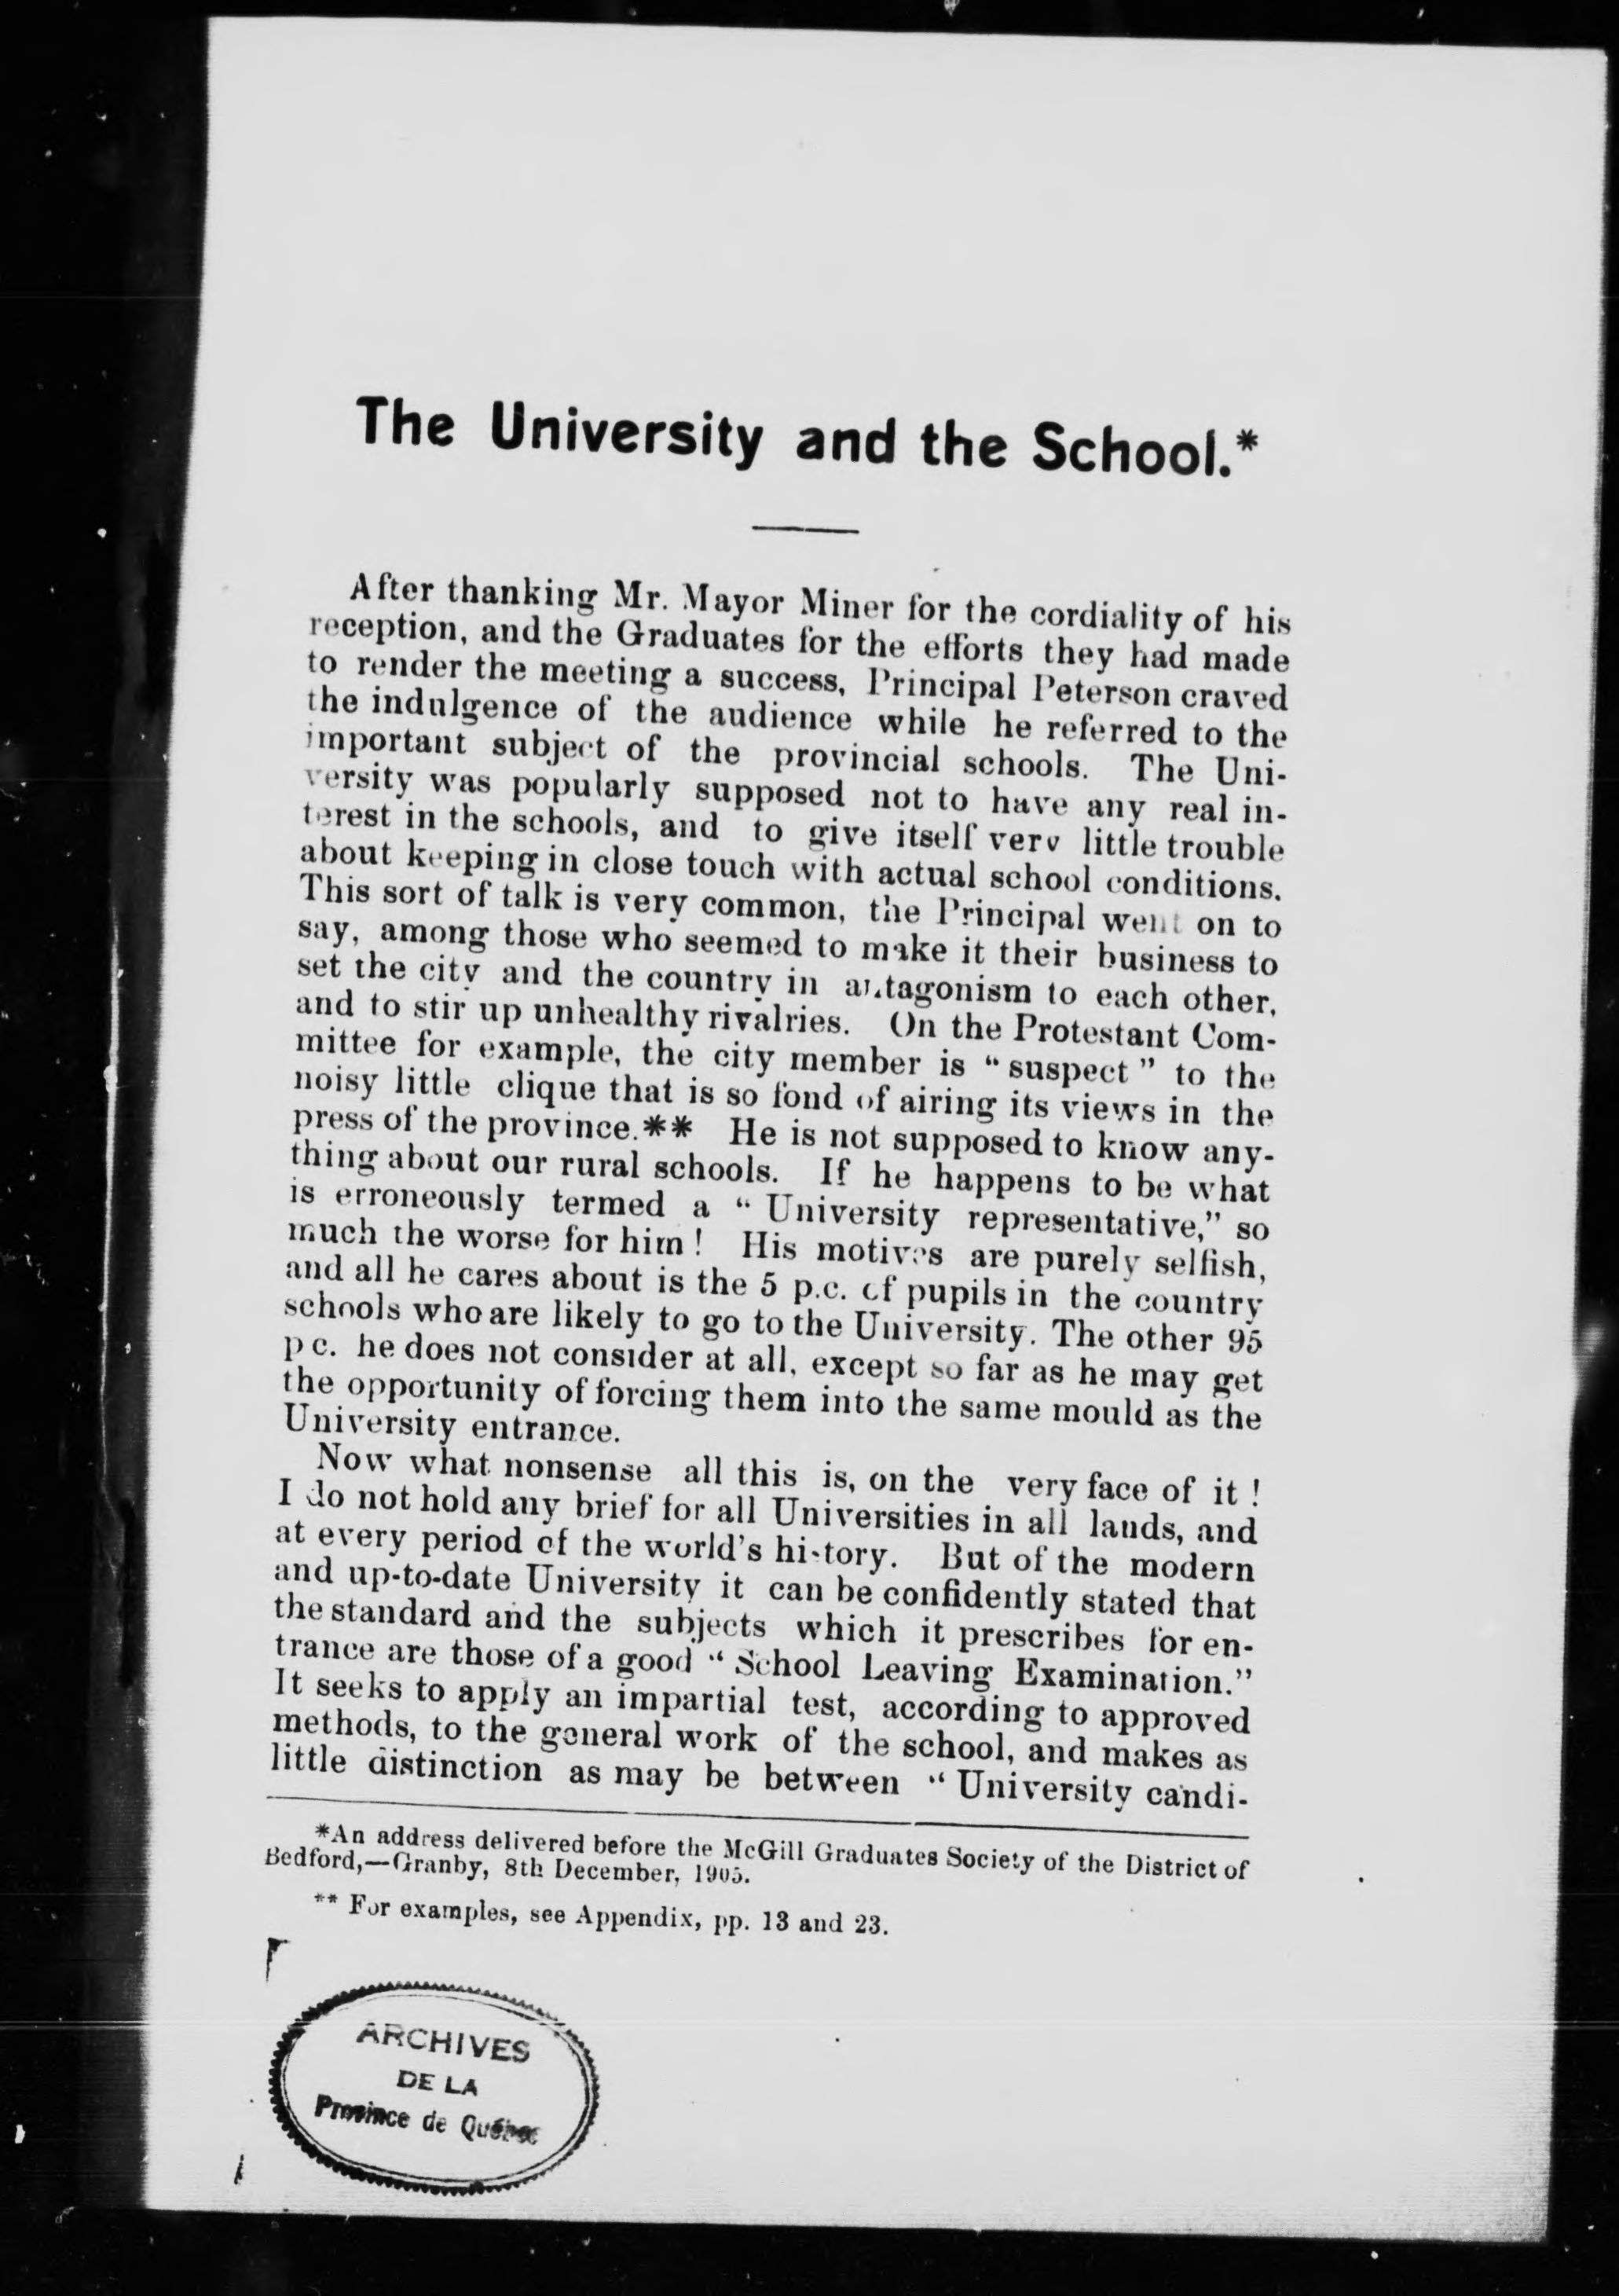 The University and the School.*
After thanking Mr. Mayor Miner for the cordiality of his
reception, and the Graduates for the efforts they had made
to render the meeting a success, Principal Peterson craved
the indulgence of the audience while he referred to the
important subject of the provincial schools. The Uni-
versity was popularly supposed not to have any real in-
terest in the schools, and to give itself very little trouble
about keeping in close touch with actual school conditions.
This sort of talk is very common, the Principal went on to
say, among those who seemed to make it their business to
set the city and the country in antagonism to each other,
and to stir up unhealthy rivalries. On the Protestant Com-
mittee for example, the city member is "suspect" to the
noisy little clique that is so fond of airing its views in the
press of the province.** He is not supposed to know any-
thing about our rural schools. If he happens to be what
is erroneously termed a "University representative," so
much the worse for him! His motives are purely selfish,
and all he cares about is the 5 p.c. of pupils in the country
schools who are likely to go to the University. The other 95
p c. he does not consider at all, except so far as he may get
the opportunity of forcing them into the same mould as the
University entrance.
Now what nonsense all this is, on the very face of it!
I do not hold any brief for all Universities in all lands, and
at every period of the world's history. But of the modern
and up-to-date University it can be confidently stated that
the standard and the subjects which it prescribes for en-
trance are those of a good "School Leaving Examination."
It seeks to apply an impartial test, according to approved
methods, to the general work of the school, and makes as
little distinction as may be between "University candi-
*An address delivered before the McGill Graduates Society of the District of
Bedford,—Granby, 8th December, 1905.
** For examples, see Appendix, pp. 13 and 23.
ARCHIVES
DE LA
Province de Québec